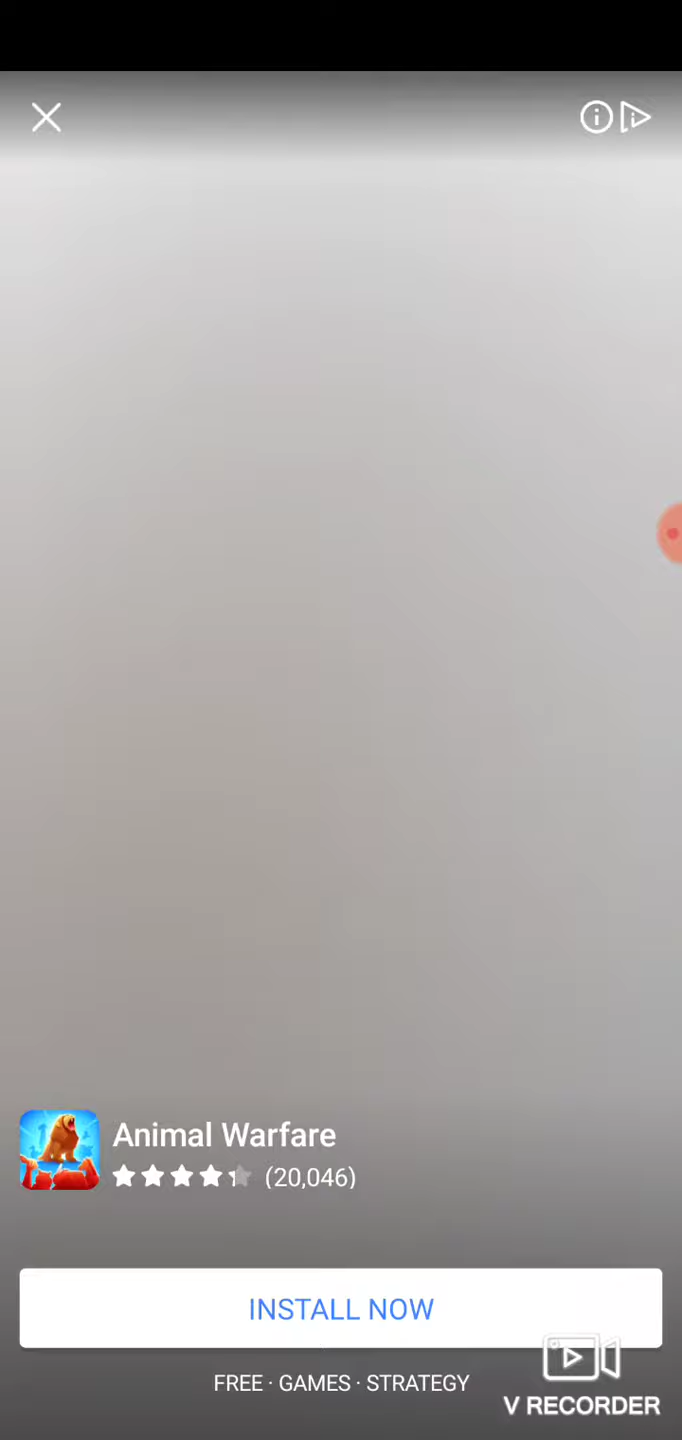 Animal Warfare
(20,046)
INSTALL NOW
FREE · GAMES · STRATEGY
V RECORDER